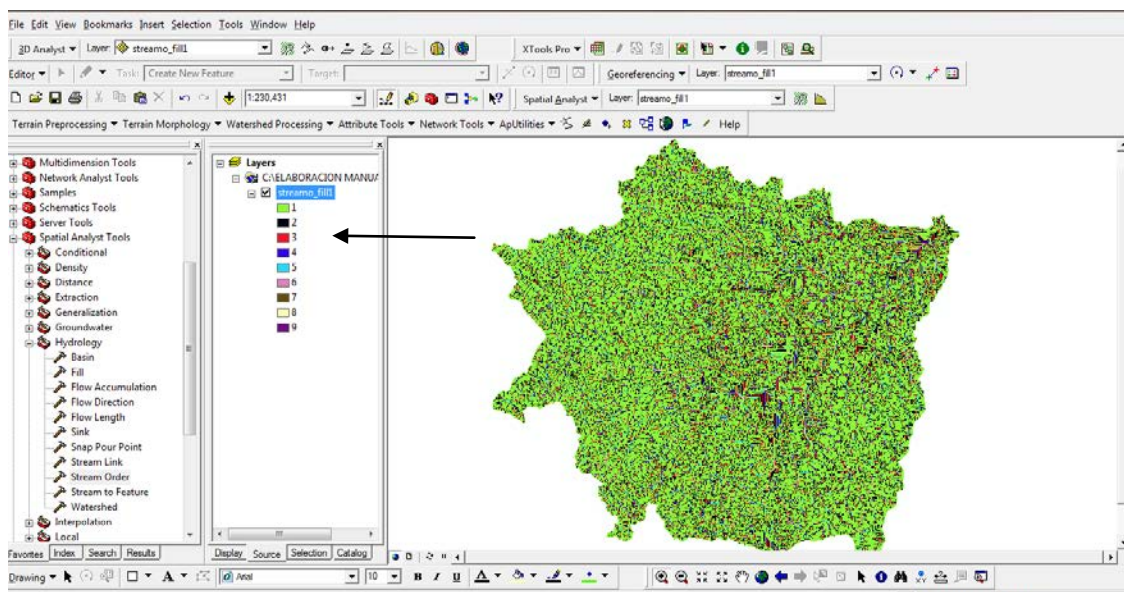 File Edit View Bookmarks Insert Selection Tools Window Help
3D Analyst Layer: streamo_fill1 XTools Pro
Editor Task: Create New Feature Target: Georeferencing Layer: streamo_fill1
1:230,431 Spatial Analyst Layer: streamo_fill1
Terrain Preprocessing Terrain Morphology Watershed Processing Attribute Tools Network Tools ApUtilities Help
Multidimension Tools
Network Analyst Tools
Samples
Schematics Tools
Server Tools
Spatial Analyst Tools
Conditional
Density
Distance
Extraction
Generalization
Groundwater
Hydrology
Basin
Fill
Flow Accumulation
Flow Direction
Flow Length
Sink
Snap Pour Point
Stream Link
Stream Order
Stream to Feature
Watershed
Interpolation
Local
Favorites Index Search Results
Layers
C:\ELABORACION MANUA
streamo_fill1
1
2
3
4
5
6
7
8
9
Display Source Selection Catalog
Drawing A Arial 10 B I U A